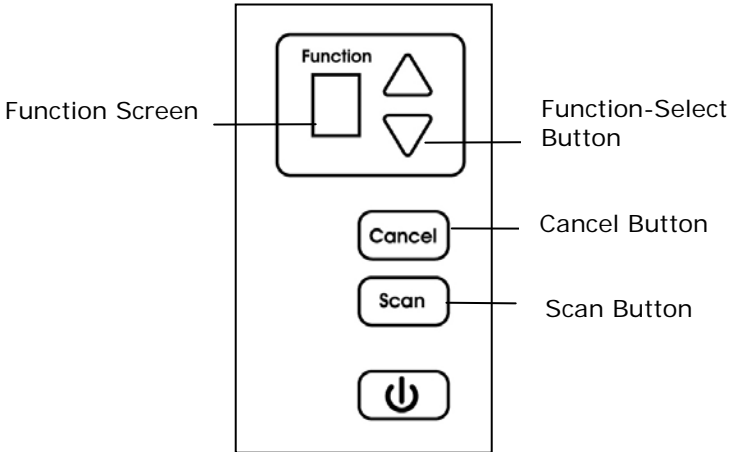 Function
Function Screen
Function-Select
Button
Cancel
Cancel Button
Scan
Scan Button